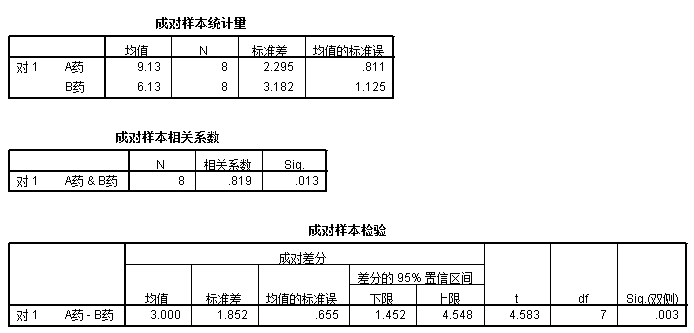 成对样本统计量
均值 N 标准差 均值的标准误
对 1 A药 9.13 8 2.295 .811
B药 6.13 8 3.182 1.125
成对样本相关系数
N 相关系数 Sig.
对 1 A药 & B药 8 .819 .013
成对样本检验
成对差分
差分的 95% 置信区间
均值 标准差 均值的标准误 下限 上限 t df Sig.(双侧)
对 1 A药 - B药 3.000 1.852 .655 1.452 4.548 4.583 7 .003